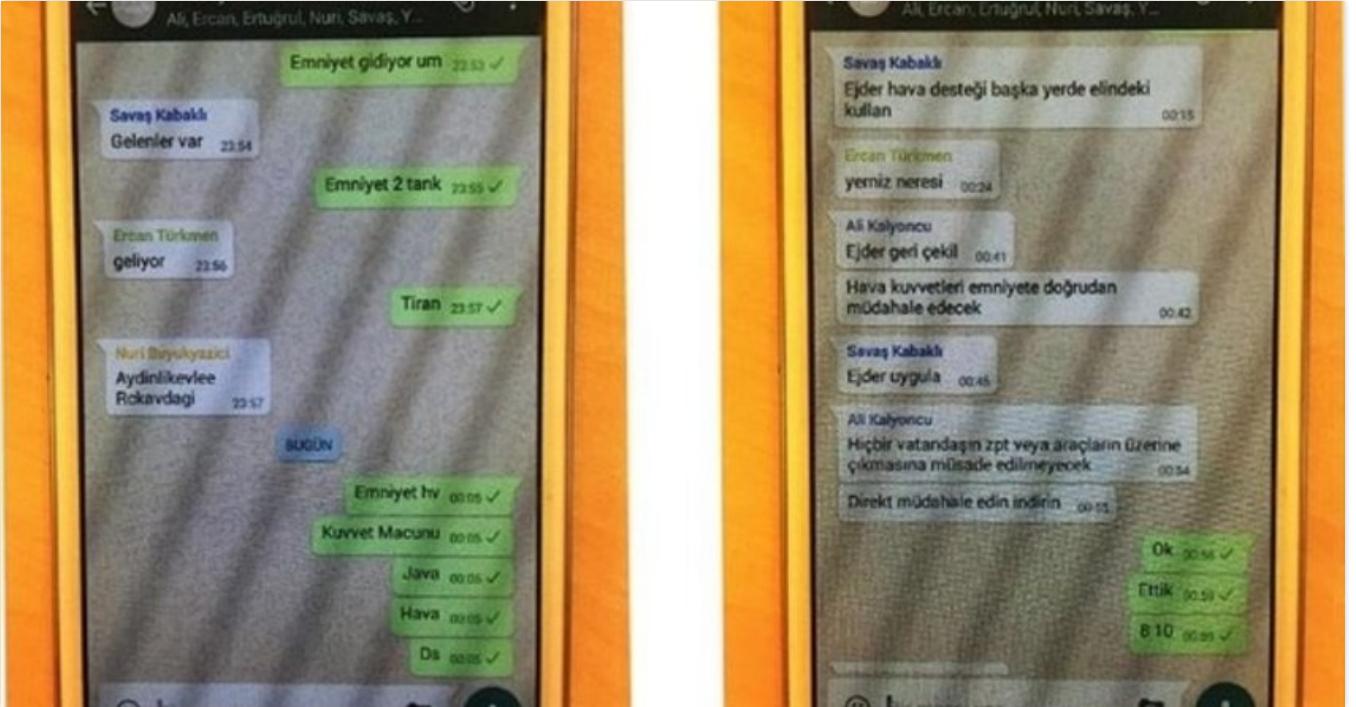 Ali, Ercan, Ertuğrul, Nuri, Savaş, Y...
Emniyet gidiyor um 23:53
Savaş Kabaklı
Gelenler var 23:54
Emniyet 2 tank 23:55
Ercan Türkmen
geliyor 23:56
Tiran 23:57
Nuri Buyukyazici
Aydinlikevlee
Rokavdagi 23:57
BUGÜN
Emniyet hv 00:05
Kuvvet Macunu 00:05
Java 00:05
Hava 00:05
Ds 00:05
Ali, Ercan, Ertuğrul, Nuri, Savaş, Y...
Savaş Kabaklı
Ejder hava desteği başka yerde elindeki
kullan 00:15
Ercan Türkmen
yerniz neresi 00:24
Ali Kalyoncu
Ejder geri çekil 00:41
Hava kuvvetleri emniyete doğrudan
müdahale edecek 00:42
Savaş Kabaklı
Ejder uygula 00:45
Ali Kalyoncu
Hiçbir vatandaşın zpt veya araçların üzerine
çıkmasına müsade edilmeyecek 00:54
Direkt müdahale edin indirin 00:55
Ok 00:56
Ettik 00:59
8 10 00:59